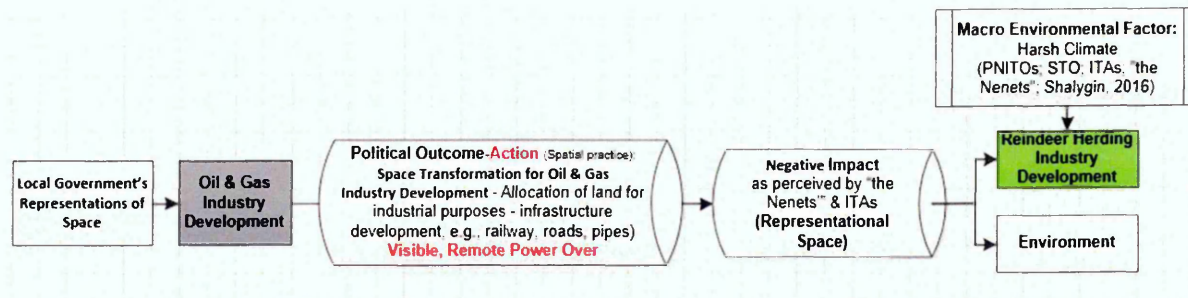 Macro Environmental Factor:
Harsh Climate
(PNITOs; STO; ITAs, "the
Nenets"; Shalygin, 2016)
Local Government's
Representations of
Space
Oil & Gas
Industry
Development
Political Outcome-Action (Spatial practice):
Space Transformation for Oil & Gas
Industry Development - Allocation of land for
industrial purposes - infrastructure
development, e.g., railway, roads, pipes)
Visible, Remote Power Over
Negative Impact
as perceived by "the
Nenets'" & ITAs
(Representational
Space)
Reindeer Herding
Industry
Development
Environment